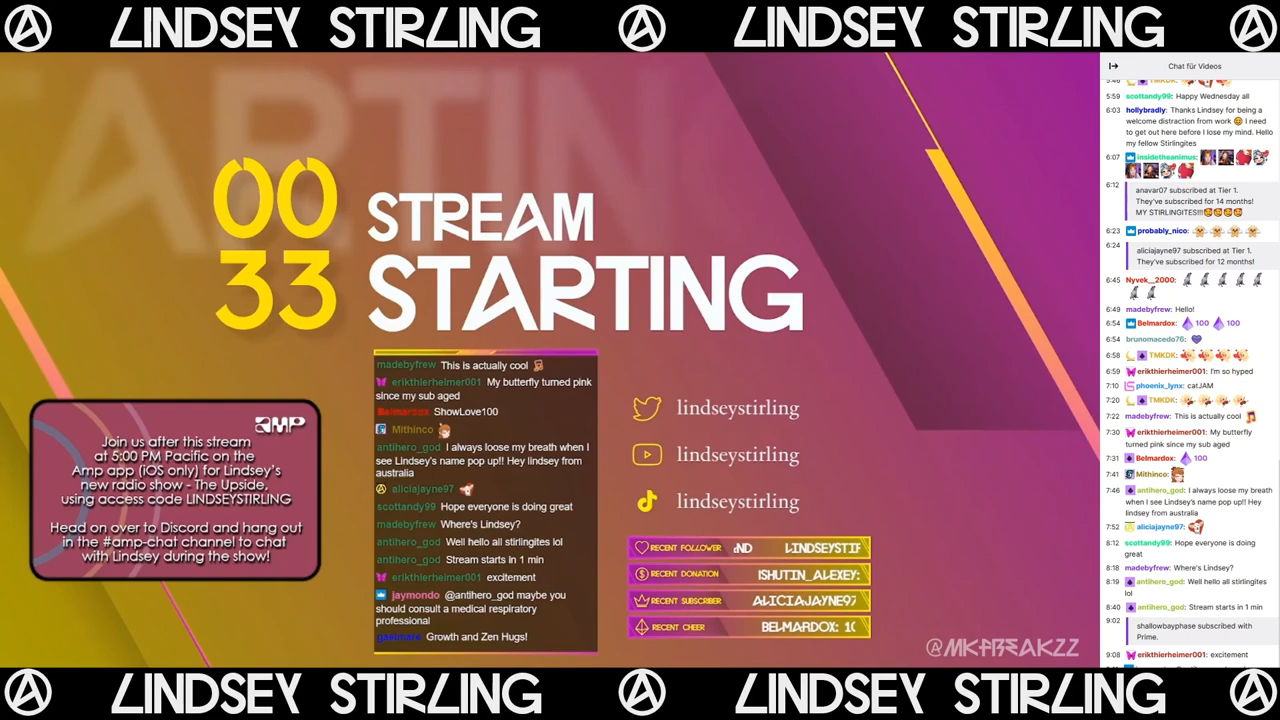 LINDSEY STIRLING
LINDSEY STIRLING
00
33
STREAM
STARTING
AMP
Join us after this stream
at 5:00 PM Pacific on the
Amp app (iOS only) for Lindsey's
new radio show - The Upside,
using access code LINDSEYSTIRLING
Head on over to Discord and hang out
in the #amp-chat channel to chat
with Lindsey during the show!
madebyfrew This is actually cool
erikthierheimer001 My butterfly turned pink
since my sub aged
Belmardox ShowLove100
Mithinco
antihero_god I always loose my breath when I
see Lindsey's name pop up!! Hey lindsey from
australia
aliciajayne97
scottandy99 Hope everyone is doing great
madebyfrew Where's Lindsey?
antihero_god Well hello all stirlingites lol
antihero_god Stream starts in 1 min
erikthierheimer001 excitement
jaymondo @antihero_god maybe you
should consult a medical respiratory
professional
Growth and Zen Hugs!
lindseystirling
lindseystirling
lindseystirling
RECENT FOLLOWER ND LINDSEYSTIF
RECENT DONATION ISHUTIN_ALEXEY:
RECENT SUBSCRIBER ALICIAJAYNE97
RECENT CHEER BELMARDOX: 10
@MKFREAKZZ
Chat für Videos
5:46 TMKDK:
5:59 scottandy99: Happy Wednesday all
6:03 hollybradly: Thanks Lindsey for being a
welcome distraction from work I need
to get out here before I lose my mind. Hello
my fellow Stirlingites
6:07 insidetheanimus:
6:12 anavar07 subscribed at Tier 1.
They've subscribed for 14 months!
MY STIRLINGITES!!!
6:23 probably_nico:
6:24 aliciajayne97 subscribed at Tier 1.
They've subscribed for 12 months!
6:45 Nyvek__2000:
6:49 madebyfrew: Hello!
6:54 Belmardox: 100 100
6:54 brunomacedo76:
6:58 TMKDK:
6:59 erikthierheimer001: I'm so hyped
7:10 phoenix_lynx: catJAM
7:20 TMKDK:
7:22 madebyfrew: This is actually cool
7:30 erikthierheimer001: My butterfly
turned pink since my sub aged
7:31 Belmardox: 100
7:41 Mithinco:
7:46 antihero_god: I always loose my breath
when I see Lindsey's name pop up!! Hey
lindsey from australia
7:52 aliciajayne97:
8:12 scottandy99: Hope everyone is doing
great
8:18 madebyfrew: Where's Lindsey?
8:19 antihero_god: Well hello all stirlingites
lol
8:40 antihero_god: Stream starts in 1 min
9:02 shallowbayphase subscribed with
Prime.
9:08 erikthierheimer001: excitement
LINDSEY STIRLING
LINDSEY STIRLING